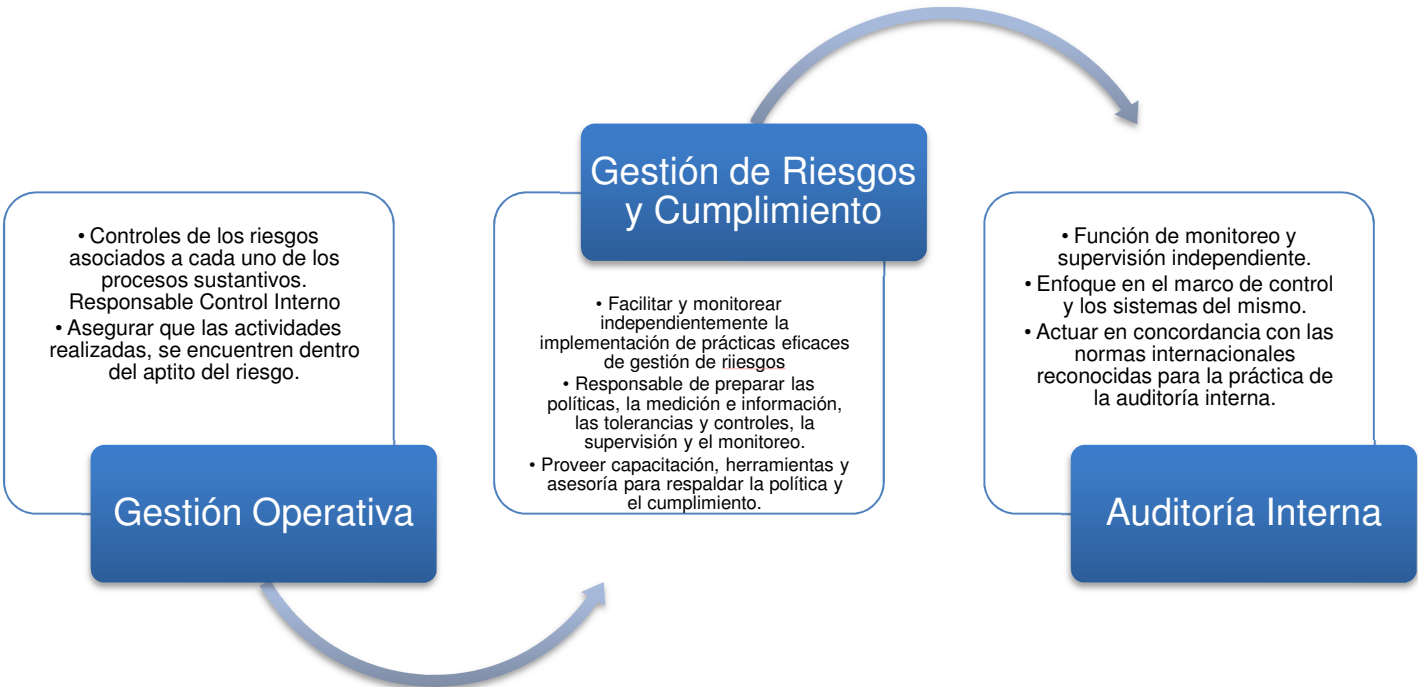 • Controles de los riesgos
asociados a cada uno de los
procesos sustantivos.
Responsable Control Interno
• Asegurar que las actividades
realizadas, se encuentren dentro
del aptito del riesgo.
Gestión Operativa
Gestión de Riesgos
y Cumplimiento
• Facilitar y monitorear
independientemente la
implementación de prácticas eficaces
de gestión de riiesgos
• Responsable de preparar las
políticas, la medición e información,
las tolerancias y controles, la
supervisión y el monitoreo.
• Proveer capacitación, herramientas y
asesoría para respaldar la política y
el cumplimiento.
• Función de monitoreo y
supervisión independiente.
• Enfoque en el marco de control
y los sistemas del mismo.
• Actuar en concordancia con las
normas internacionales
reconocidas para la práctica de
la auditoría interna.
Auditoría Interna